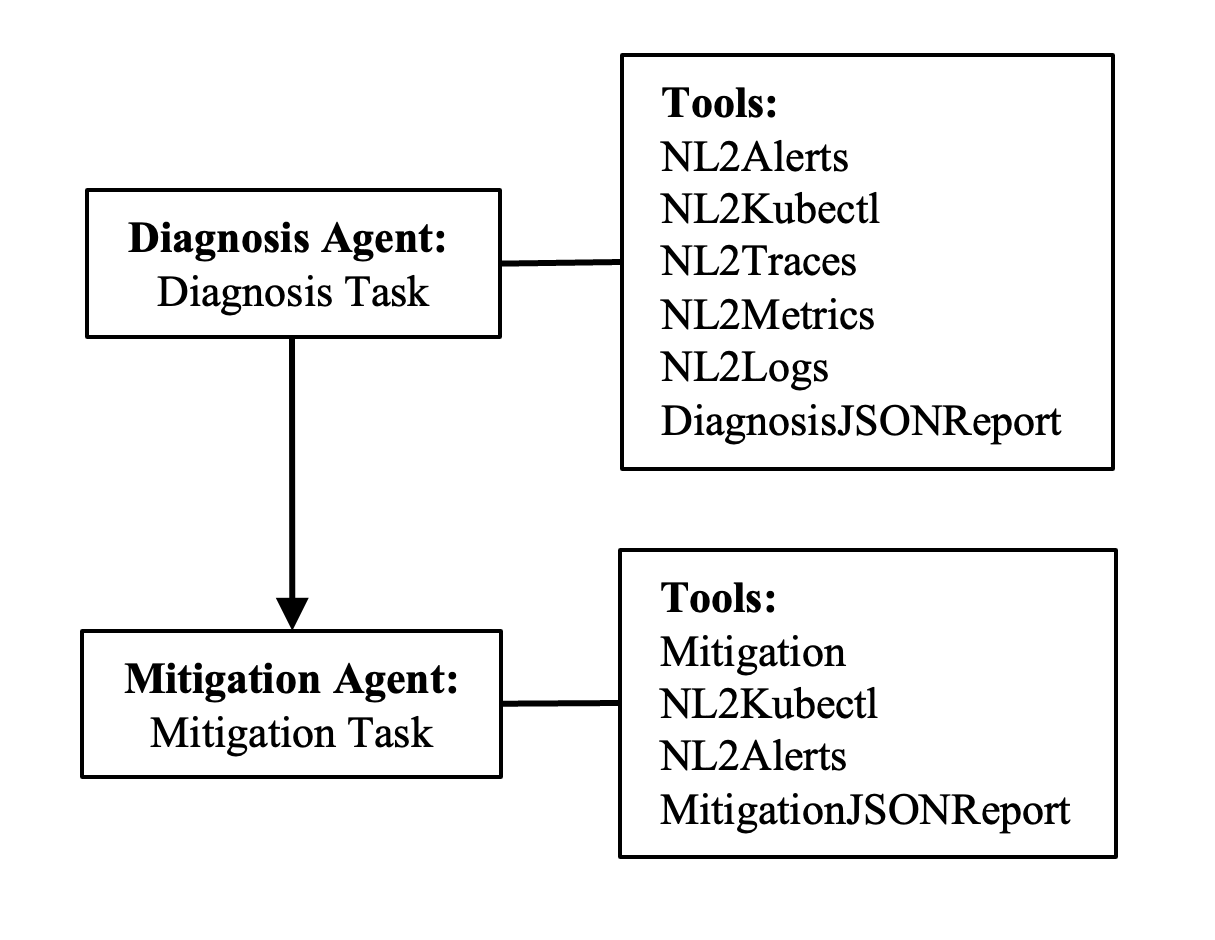 Diagnosis Agent:
Diagnosis Task
Tools:
NL2Alerts
NL2Kubectl
NL2Traces
NL2Metrics
NL2Logs
DiagnosisJSONReport
Mitigation Agent:
Mitigation Task
Tools:
Mitigation
NL2Kubectl
NL2Alerts
MitigationJSONReport